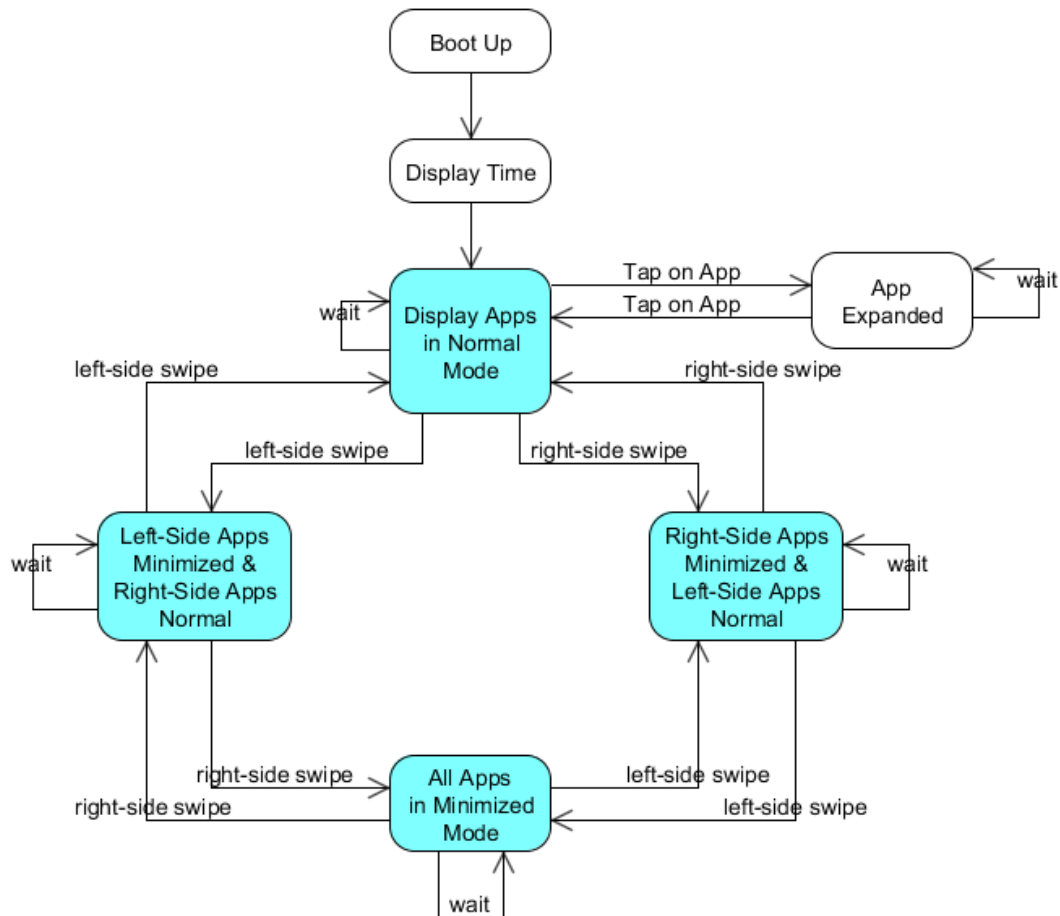 Boot Up
Display Time
Tap on App
Tap on App
wait
App
Expanded
wait
Display Apps
in Normal
Mode
left-side swipe
right-side swipe
left-side swipe
right-side swipe
Left-Side Apps
Minimized &
Right-Side Apps
Normal
wait
Right-Side Apps
Minimized &
Left-Side Apps
Normal
wait
right-side swipe
right-side swipe
All Apps
in Minimized
Mode
left-side swipe
left-side swipe
wait